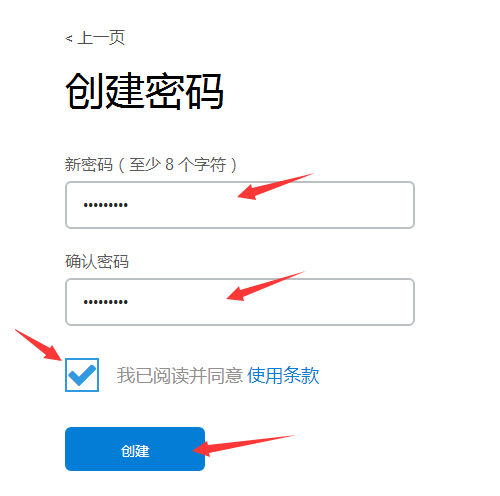 < 上一页
创建密码
新密码（至少 8 个字符）
•••••••••
确认密码
•••••••••
我已阅读并同意 使用条款
创建